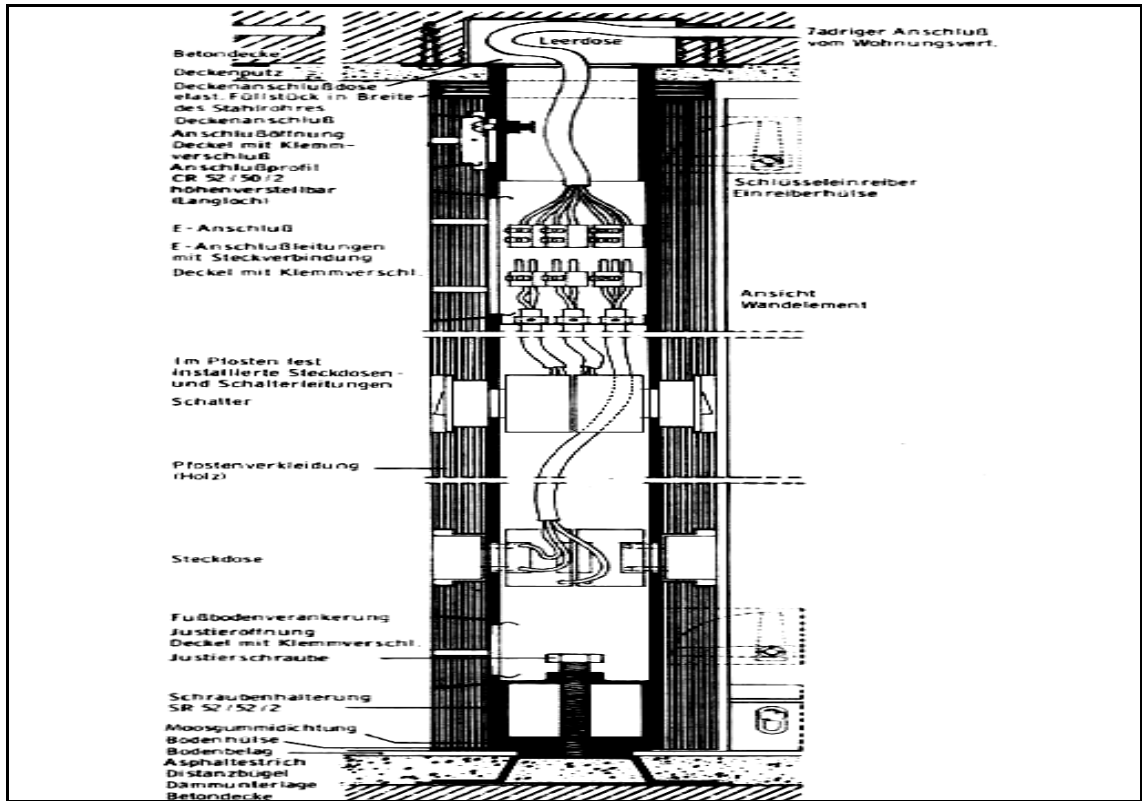 Betondecke
Deckenputz
Deckenanschlußdose
elast. Füllstück in Breite
des Stahlrohres
Deckenanschluß
Anschlußöffnung
Deckel mit Klemm-
verschluß
Anschlußprofil
CR 52/50/2
höhenverstellbar
(Langloch)
E-Anschluß
E-Anschlußleitungen
mit Steckverbindung
Deckel mit Klemmverschl.
Im Pfosten fest
installierte Steckdosen-
und Schalterleitungen
Schalter
Pfostenverkleidung
(Holz)
Steckdose
Fußbodenverankerung
Justieröffnung
Deckel mit Klemmverschl.
Justierschraube
Schraubenhalterung
SR 52/52/2
Moosgummidichtung
Bodenhülse
Bodenbelag
Asphaltestrich
Distanzbügel
Dämmunterlage
Betondecke
Leerdose
7adriger Anschluß
vom Wohnungsvert.
Schlüsseleinreiber
Einreiberhülse
Ansicht
Wandelement